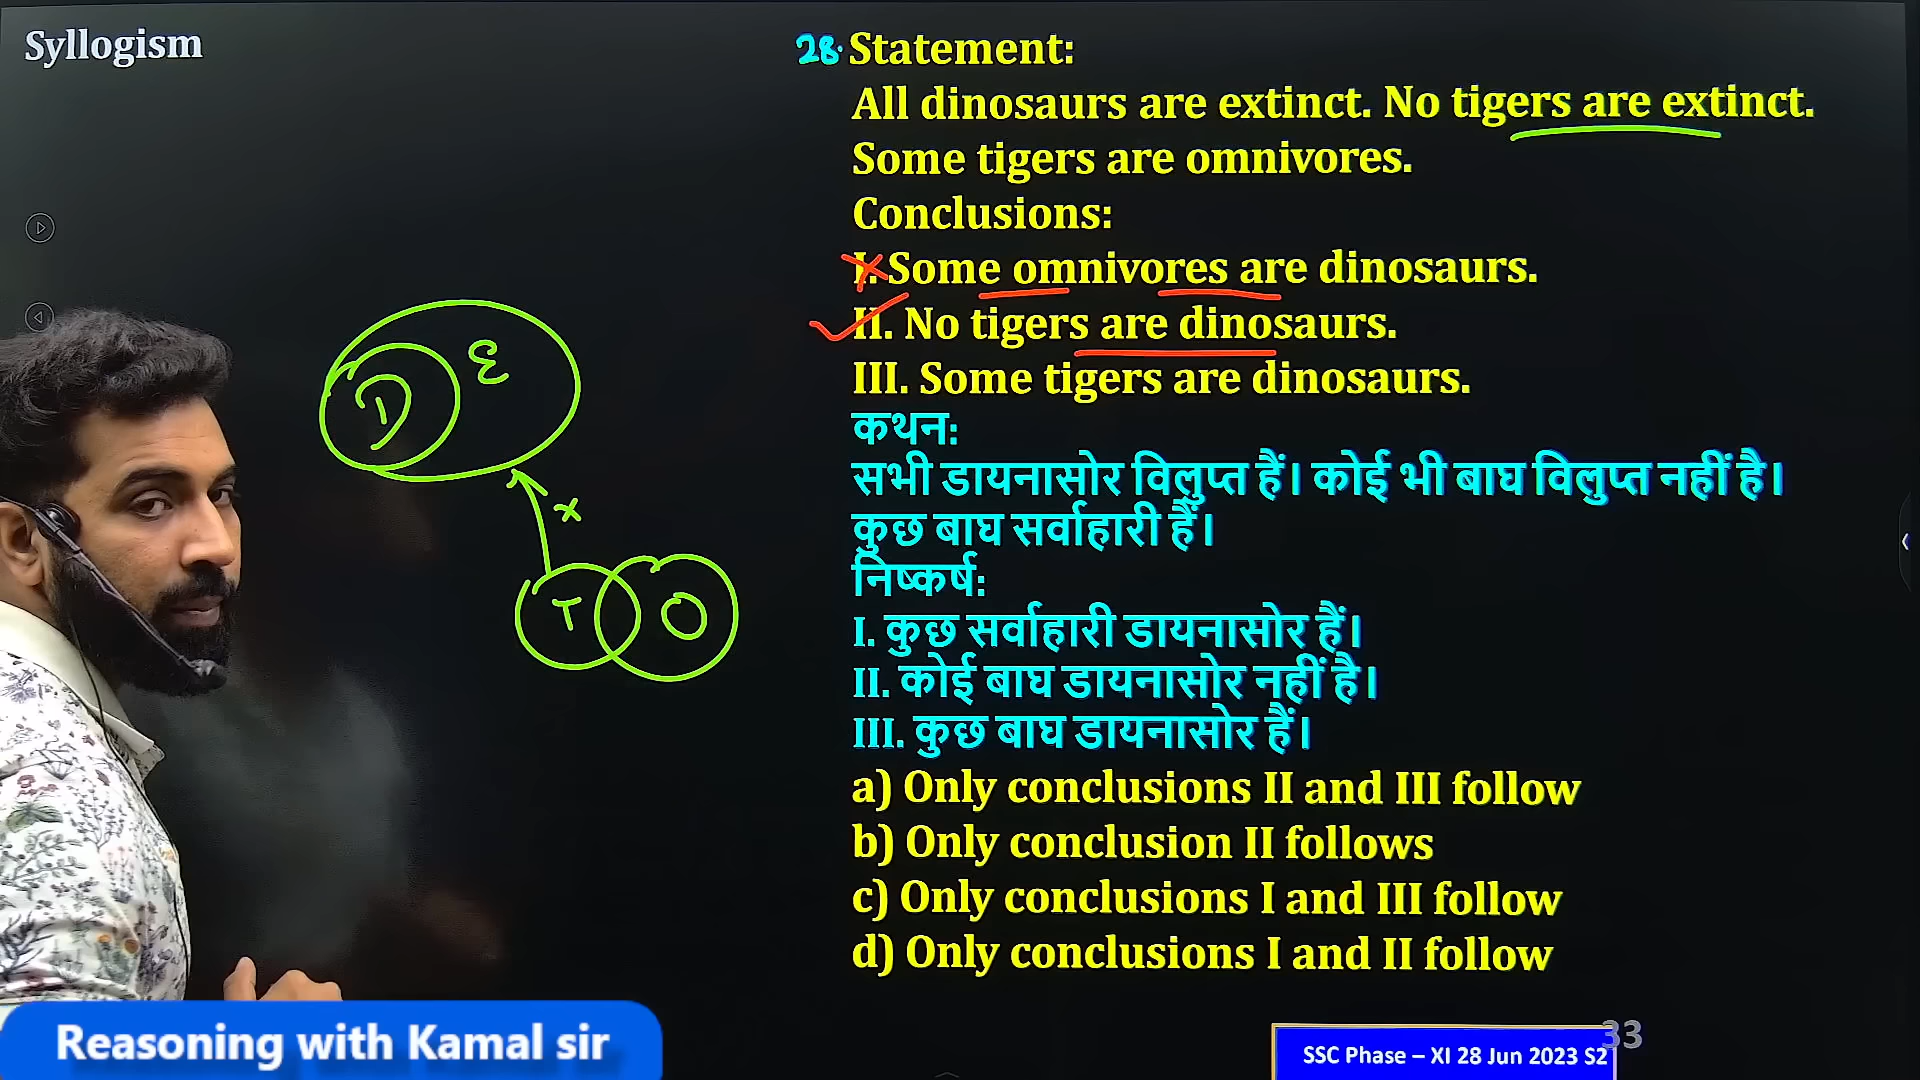 Syllogism
28. Statement:
All dinosaurs are extinct. No tigers are extinct.
Some tigers are omnivores.
Conclusions:
I. Some omnivores are dinosaurs.
II. No tigers are dinosaurs.
III. Some tigers are dinosaurs.
कथन:
सभी डायनासोर विलुप्त हैं। कोई भी बाघ विलुप्त नहीं है।
कुछ बाघ सर्वाहारी हैं।
निष्कर्ष:
I. कुछ सर्वाहारी डायनासोर हैं।
II. कोई बाघ डायनासोर नहीं है।
III. कुछ बाघ डायनासोर हैं।
a) Only conclusions II and III follow
b) Only conclusion II follows
c) Only conclusions I and III follow
d) Only conclusions I and II follow
D E
x
T O
Reasoning with Kamal sir
33
SSC Phase – XI 28 Jun 2023 S2